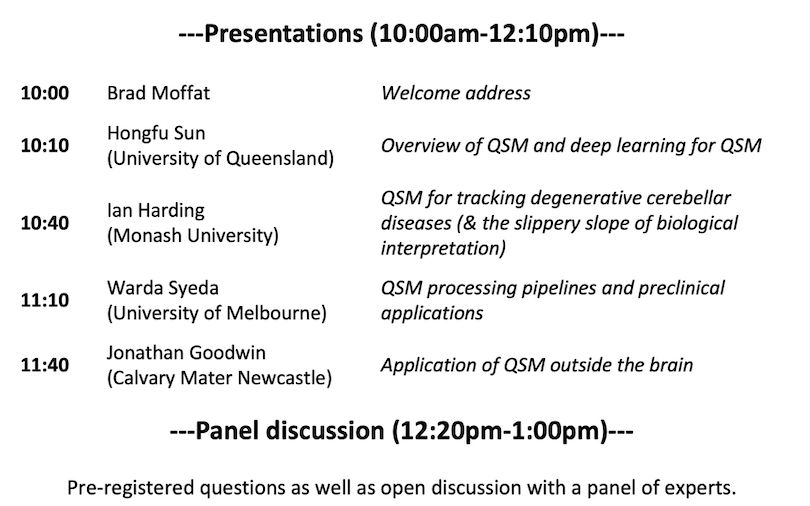 ---Presentations (10:00am-12:10pm)---
10:00 Brad Moffat Welcome address
10:10 Hongfu Sun
(University of Queensland) Overview of QSM and deep learning for QSM
10:40 Ian Harding
(Monash University) QSM for tracking degenerative cerebellar
diseases (& the slippery slope of biological
interpretation)
11:10 Warda Syeda
(University of Melbourne) QSM processing pipelines and preclinical
applications
11:40 Jonathan Goodwin
(Calvary Mater Newcastle) Application of QSM outside the brain
---Panel discussion (12:20pm-1:00pm)---
Pre-registered questions as well as open discussion with a panel of experts.